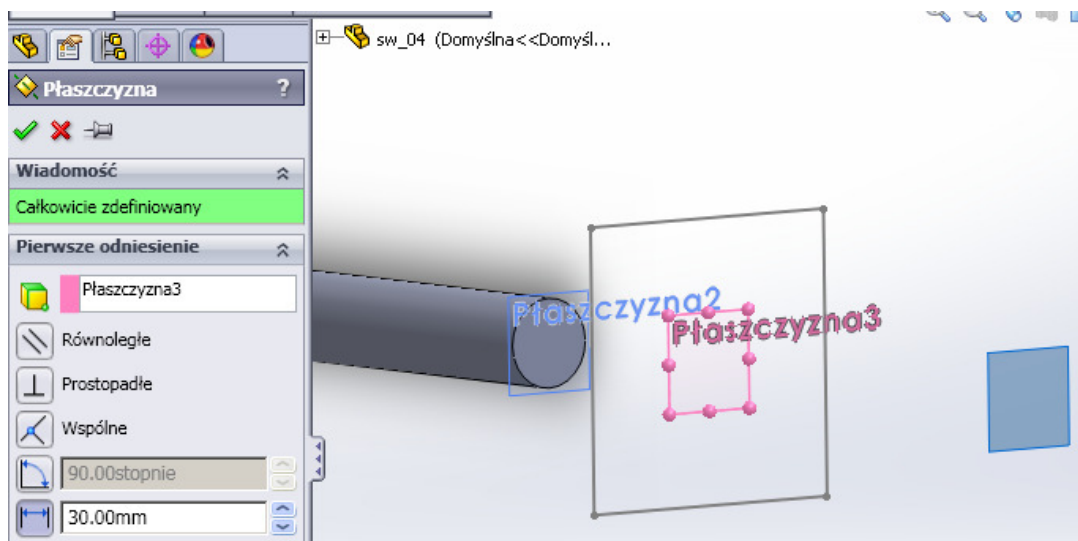 sw_04 (Domyślna<<Domyśl...
Płaszczyzna
?
Wiadomość
Całkowicie zdefiniowany
Pierwsze odniesienie
Płaszczyzna3
Równoległe
Prostopadłe
Wspólne
90.00stopnie
30.00mm
Płaszczyzna2
Płaszczyzna3